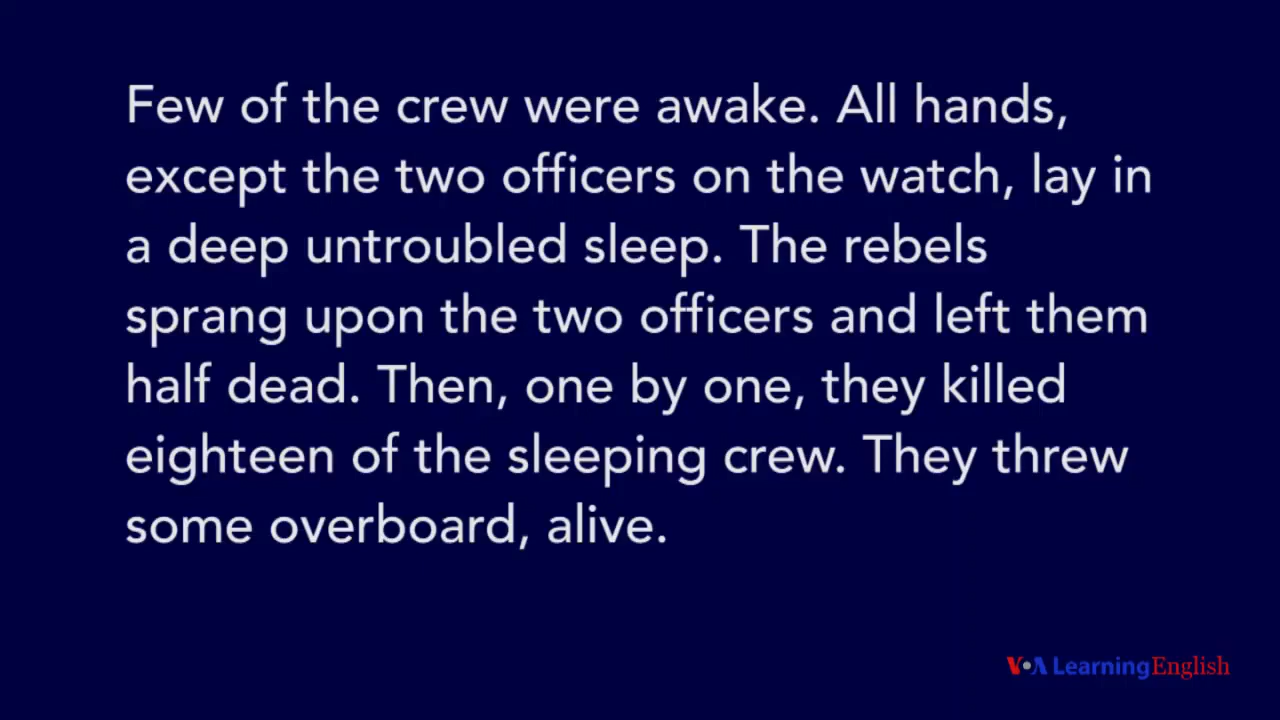 Few of the crew were awake. All hands,
except the two officers on the watch, lay in
a deep untroubled sleep. The rebels
sprang upon the two officers and left them
half dead. Then, one by one, they killed
eighteen of the sleeping crew. They threw
some overboard, alive.
VOA Learning English